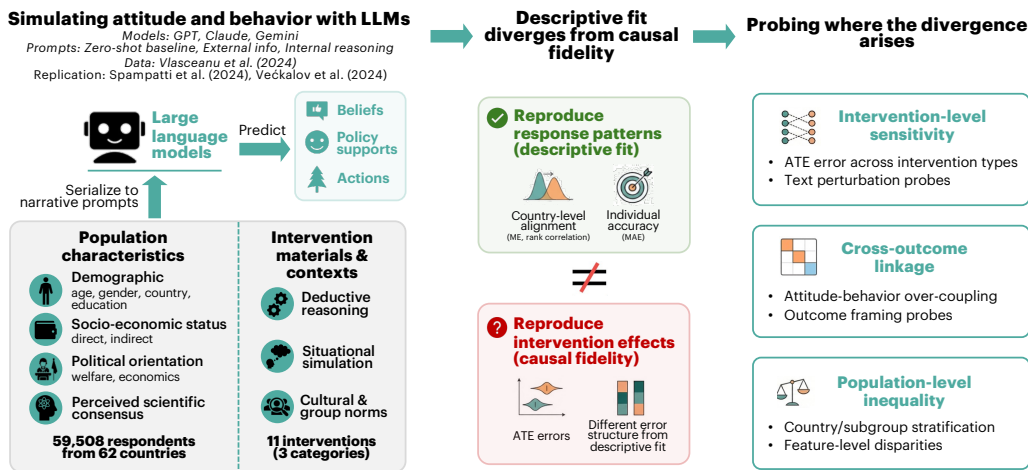 Simulating attitude and behavior with LLMs
Models: GPT, Claude, Gemini
Prompts: Zero-shot baseline, External info, Internal reasoning
Data: Vlasceanu et al. (2024)
Replication: Spampatti et al. (2024), Većkalov et al. (2024)
Large
language
models
Predict
Beliefs
Policy
supports
Actions
Serialize to
narrative prompts
Population
characteristics
Demographic
age, gender, country,
education
Socio-economic status
direct, indirect
Political orientation
welfare, economics
Perceived scientific
consensus
59,508 respondents
from 62 countries
Intervention
materials &
contexts
Deductive
reasoning
Situational
simulation
Cultural &
group norms
11 interventions
(3 categories)
Descriptive fit
diverges from causal
fidelity
Reproduce
response patterns
(descriptive fit)
Country-level
alignment
(ME, rank correlation)
Individual
accuracy
(MAE)
≠
?
Reproduce
intervention effects
(causal fidelity)
ATE errors
Different error
structure from
descriptive fit
Probing where the divergence
arises
Intervention-level
sensitivity
• ATE error across intervention types
• Text perturbation probes
Cross-outcome
linkage
• Attitude-behavior over-coupling
• Outcome framing probes
Population-level
inequality
• Country/subgroup stratification
• Feature-level disparities